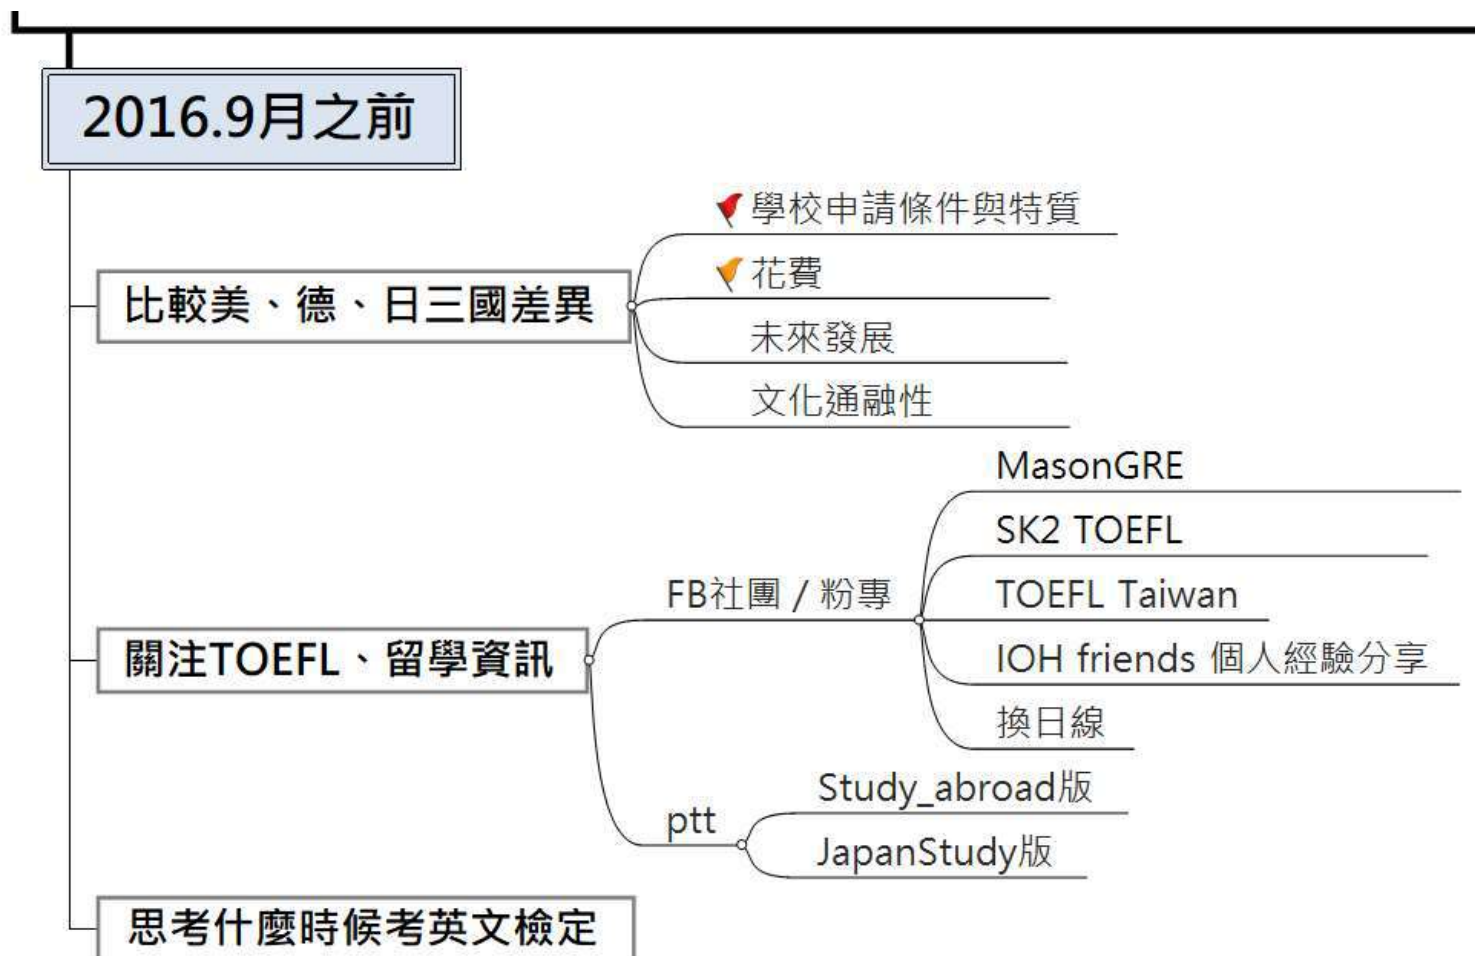 2016.9月之前
比較美、德、日三國差異
學校申請條件與特質
花費
未來發展
文化通融性
關注TOEFL、留學資訊
FB社團 / 粉專
MasonGRE
SK2 TOEFL
TOEFL Taiwan
IOH friends 個人經驗分享
換日線
ptt
Study_abroad版
JapanStudy版
思考什麼時候考英文檢定